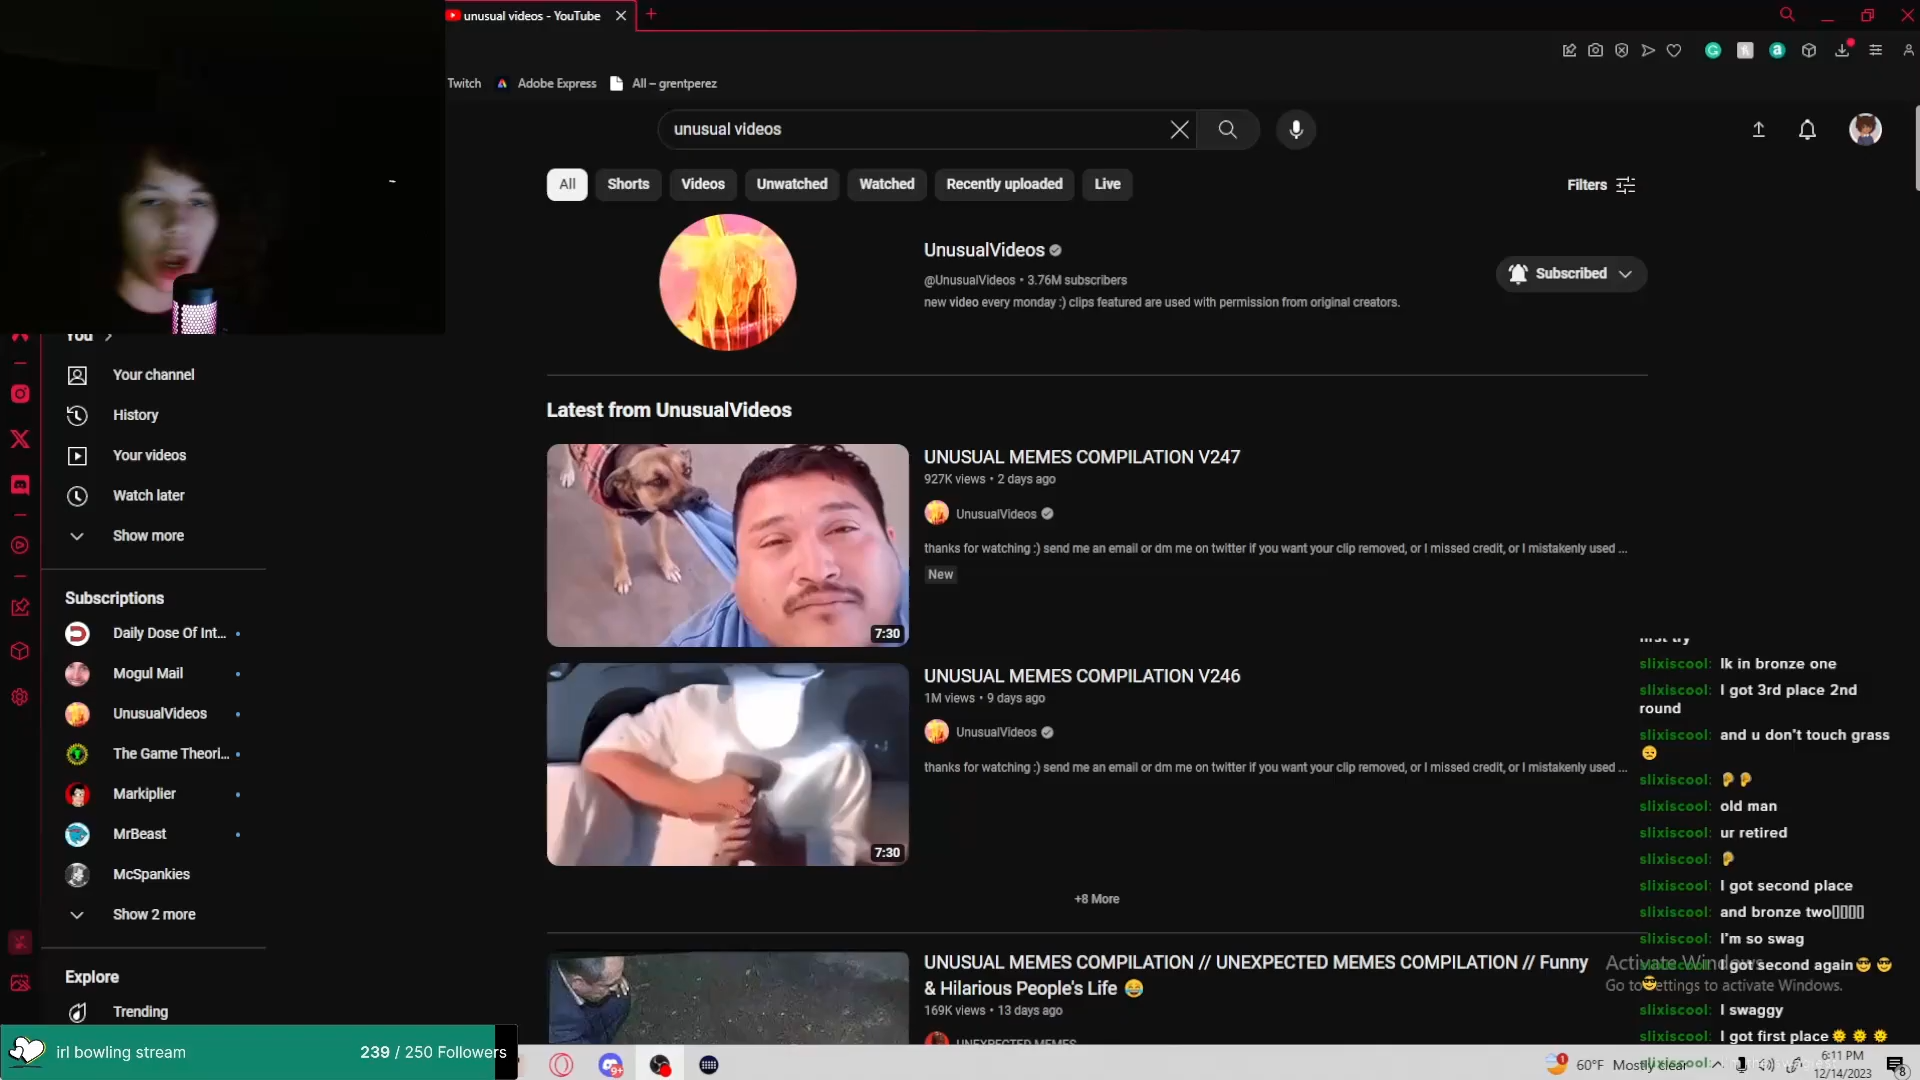 unusual videos - YouTube
Twitch
Adobe Express
All – grentperez
unusual videos
All
Shorts
Videos
Unwatched
Watched
Recently uploaded
Live
Filters
UnusualVideos
@UnusualVideos • 3.76M subscribers
new video every monday :) clips featured are used with permission from original creators.
Subscribed
You
Your channel
History
Your videos
Watch later
Show more
Subscriptions
Daily Dose Of Int...
Mogul Mail
UnusualVideos
The Game Theori...
Markiplier
MrBeast
McSpankies
Show 2 more
Explore
Trending
Latest from UnusualVideos
UNUSUAL MEMES COMPILATION V247
927K views • 2 days ago
UnusualVideos
thanks for watching :) send me an email or dm me on twitter if you want your clip removed, or I missed credit, or I mistakenly used ...
New
7:30
UNUSUAL MEMES COMPILATION V246
1M views • 9 days ago
UnusualVideos
thanks for watching :) send me an email or dm me on twitter if you want your clip removed, or I missed credit, or I mistakenly used ...
7:30
+8 More
UNUSUAL MEMES COMPILATION // UNEXPECTED MEMES COMPILATION // Funny
& Hilarious People's Life 😂
169K views • 13 days ago
UNEXPECTED MEMES
first try
slixiscool: Ik in bronze one
slixiscool: I got 3rd place 2nd
round
slixiscool: and u don't touch grass
😔
slixiscool: 🦻🦻
slixiscool: old man
slixiscool: ur retired
slixiscool: 🦻
slixiscool: I got second place
slixiscool: and bronze two
slixiscool: I'm so swag
slixiscool: I got second again😎 😎
😎
slixiscool: I swaggy
slixiscool: I got first place🌞 🌞 🌞
slixiscool:
Activate Windows
Go to Settings to activate Windows.
irl bowling stream
239 / 250 Followers
9+
1
60°F Mostly clear
6:11 PM
12/14/2023
8